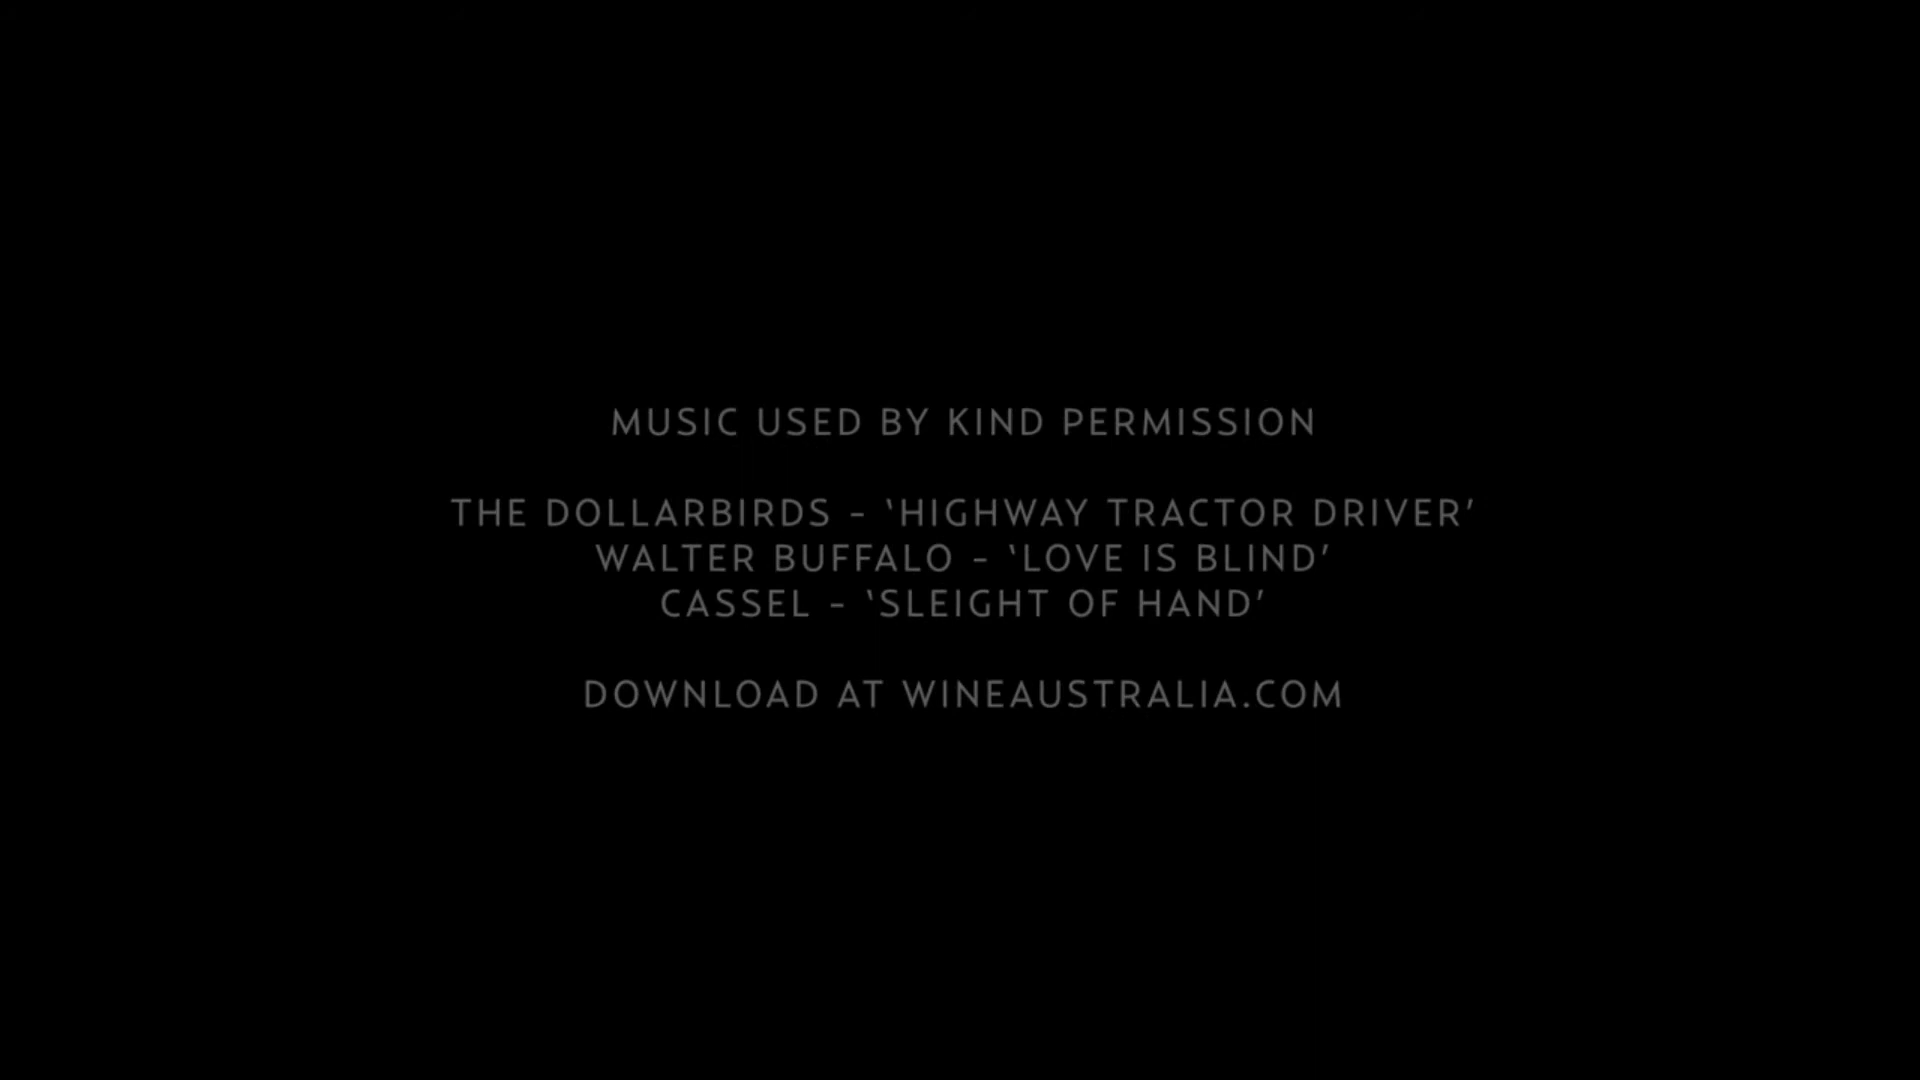 MUSIC USED BY KIND PERMISSION
THE DOLLARBIRDS - ‘HIGHWAY TRACTOR DRIVER’
WALTER BUFFALO - ‘LOVE IS BLIND’
CASSEL - ‘SLEIGHT OF HAND’
DOWNLOAD AT WINEAUSTRALIA.COM